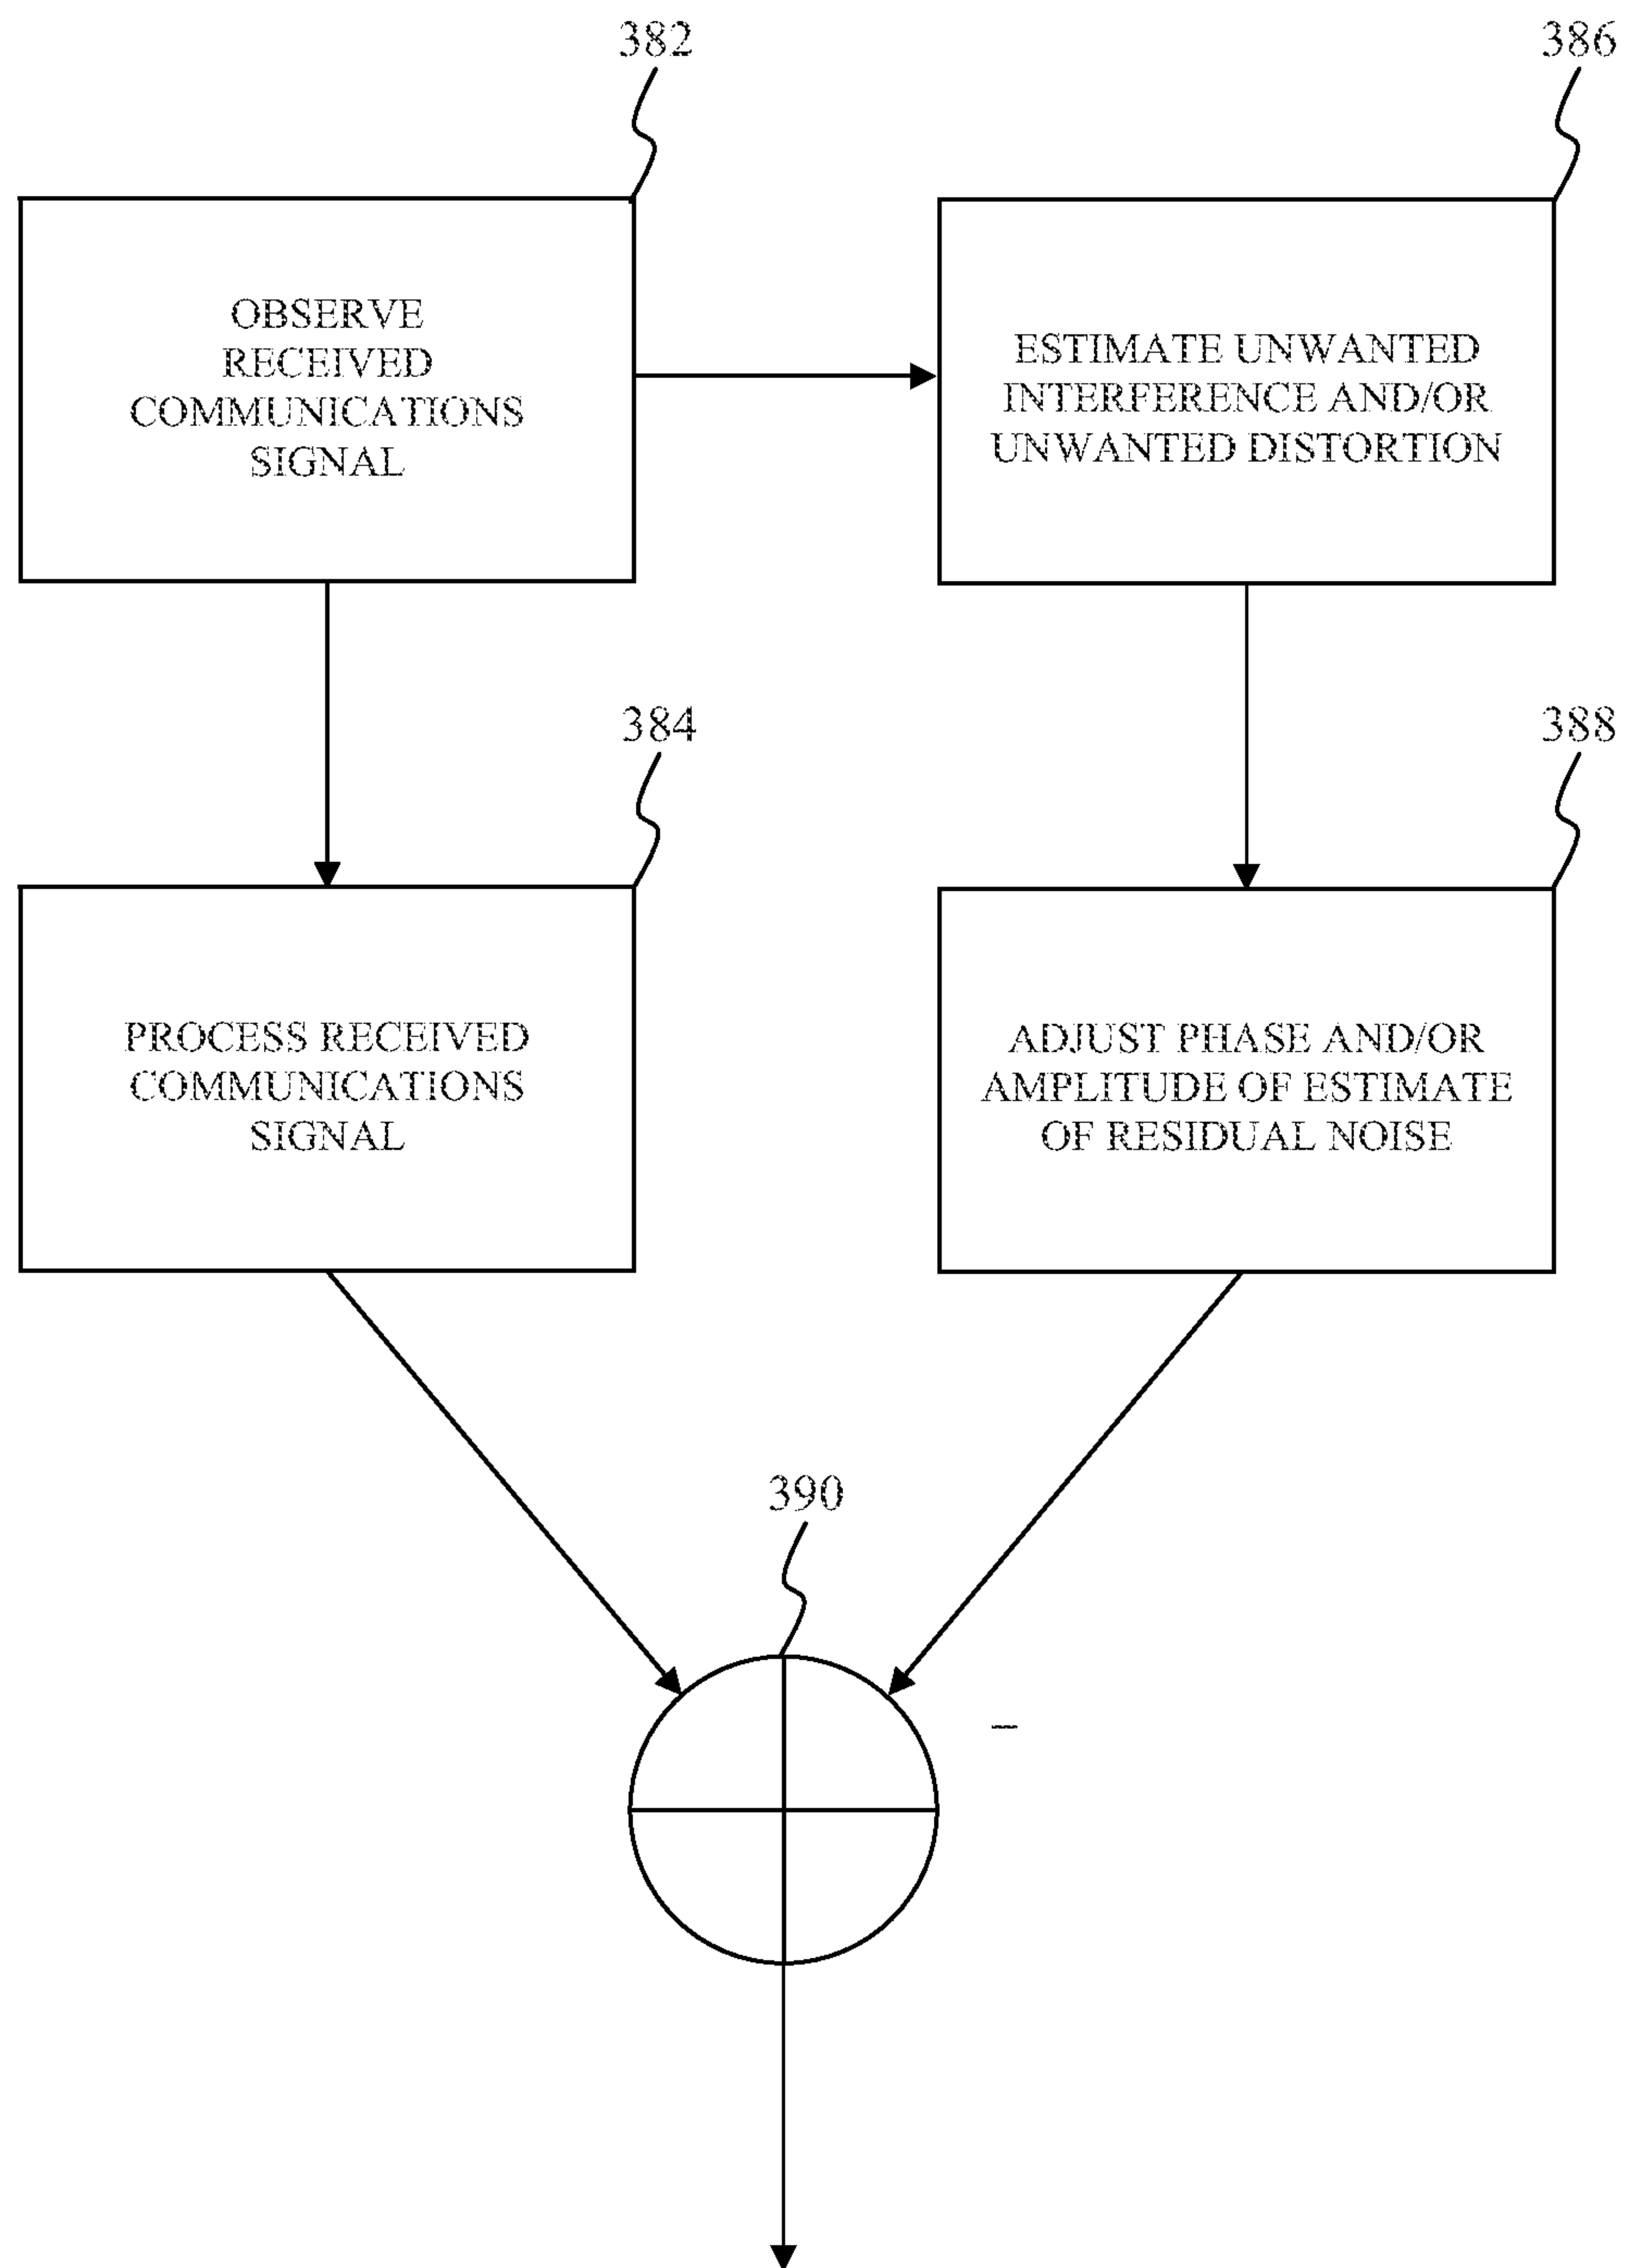 382
386
OBSERVE
RECEIVED
COMMUNICATIONS
SIGNAL
ESTIMATE UNWANTED
INTERFERENCE AND/OR
UNWANTED DISTORTION
384
388
PROCESS RECEIVED
COMMUNICATIONS
SIGNAL
ADJUST PHASE AND/OR
AMPLITUDE OF ESTIMATE
OF RESIDUAL NOISE
390
–